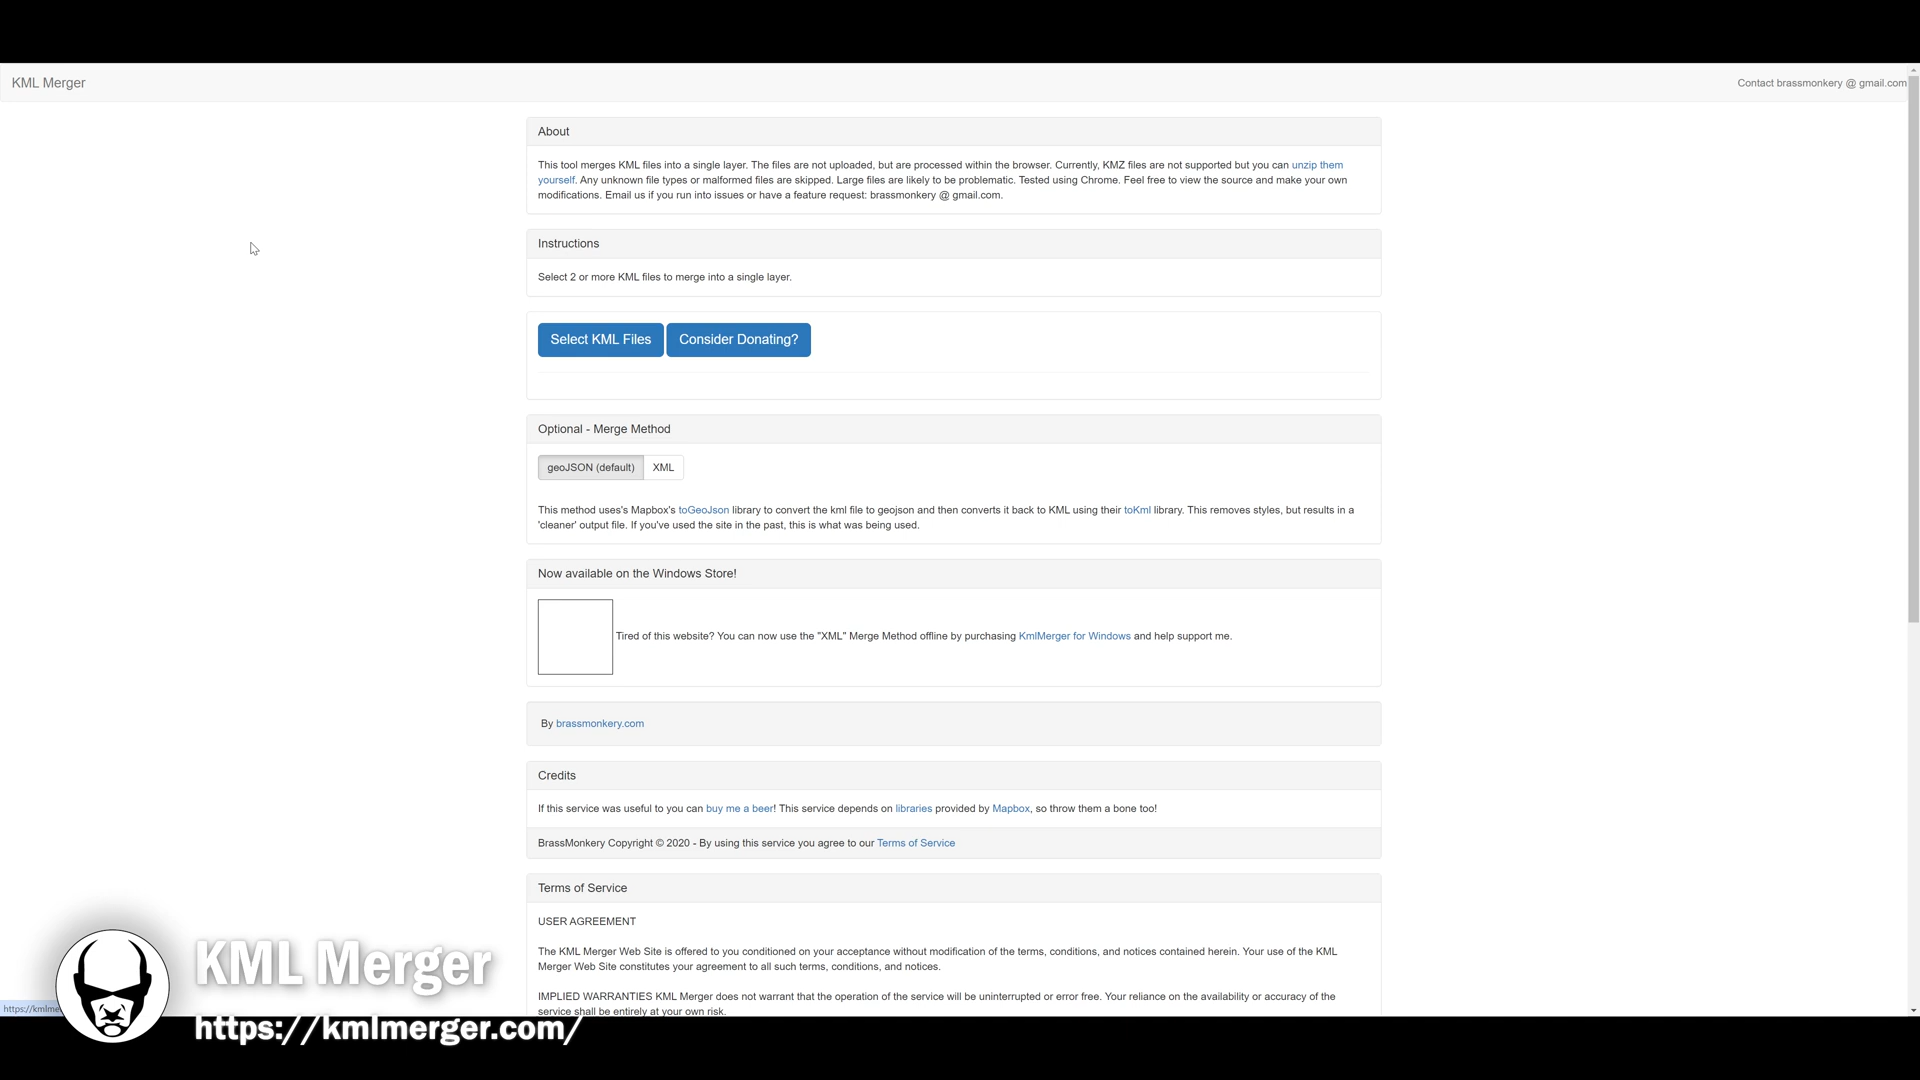 KML Merger
Contact brassmonkery @ gmail.com
About
This tool merges KML files into a single layer. The files are not uploaded, but are processed within the browser. Currently, KMZ files are not supported but you can unzip them
yourself. Any unknown file types or malformed files are skipped. Large files are likely to be problematic. Tested using Chrome. Feel free to view the source and make your own
modifications. Email us if you run into issues or have a feature request: brassmonkery @ gmail.com.
Instructions
Select 2 or more KML files to merge into a single layer.
Select KML Files
Consider Donating?
Optional - Merge Method
geoJSON (default)
XML
This method uses's Mapbox's toGeoJson library to convert the kml file to geojson and then converts it back to KML using their toKml library. This removes styles, but results in a
'cleaner' output file. If you've used the site in the past, this is what was being used.
Now available on the Windows Store!
Tired of this website? You can now use the "XML" Merge Method offline by purchasing KmlMerger for Windows and help support me.
By brassmonkery.com
Credits
If this service was useful to you can buy me a beer! This service depends on libraries provided by Mapbox, so throw them a bone too!
BrassMonkery Copyright © 2020 - By using this service you agree to our Terms of Service
Terms of Service
USER AGREEMENT
The KML Merger Web Site is offered to you conditioned on your acceptance without modification of the terms, conditions, and notices contained herein. Your use of the KML
Merger Web Site constitutes your agreement to all such terms, conditions, and notices.
IMPLIED WARRANTIES KML Merger does not warrant that the operation of the service will be uninterrupted or error free. Your reliance on the availability or accuracy of the
service shall be entirely at your own risk.
https://kmlme
KML Merger
https://kmlmerger.com/